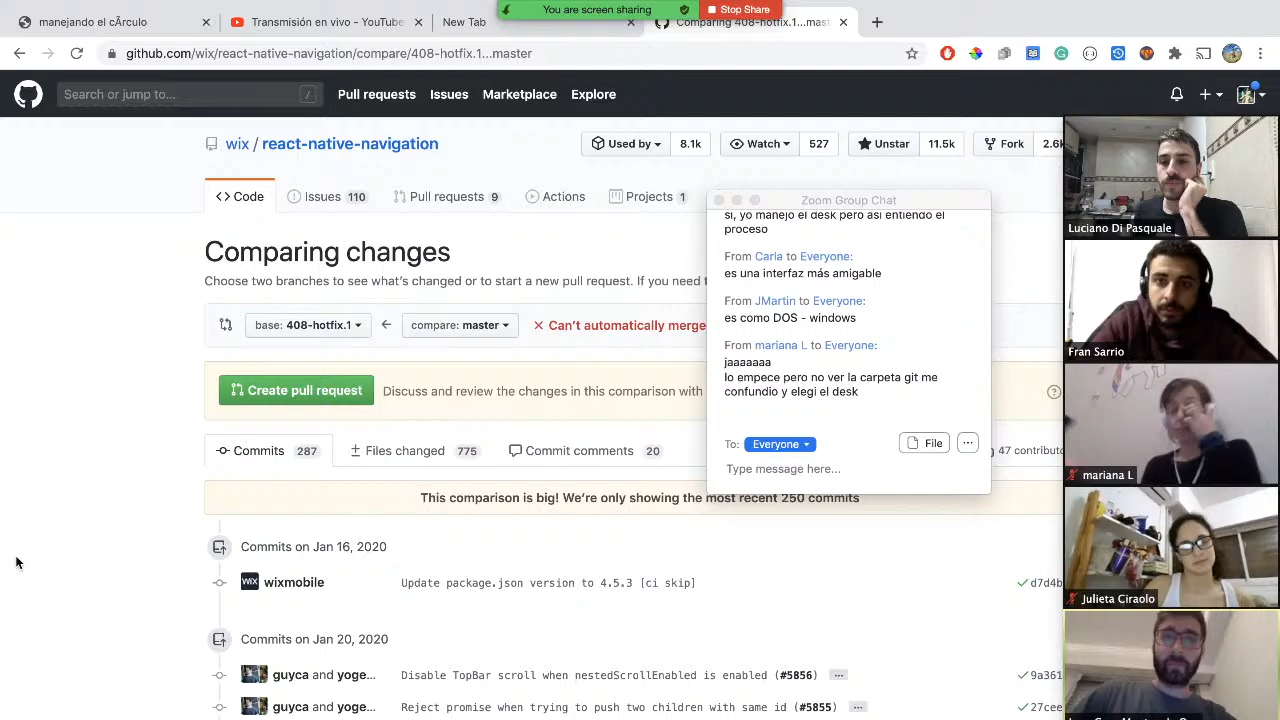 manejando el cÃrculo
Transmisión en vivo - YouTube
New Tab
You are screen sharing
Stop Share
Comparing 408-hotfix.1...mast
github.com/wix/react-native-navigation/compare/408-hotfix.1...master
Search or jump to...
/
Pull requests
Issues
Marketplace
Explore
wix / react-native-navigation
Used by
8.1k
Watch
527
Unstar
11.5k
Fork
2.6k
Code
Issues 110
Pull requests 9
Actions
Projects 1
Comparing changes
Choose two branches to see what's changed or to start a new pull request. If you need t
base: 408-hotfix.1
compare: master
Can't automatically merge
Create pull request
Discuss and review the changes in this comparison with
Commits 287
Files changed 775
Commit comments 20
47 contributo
This comparison is big! We're only showing the most recent 250 commits
Commits on Jan 16, 2020
WiX wixmobile
Update package.json version to 4.5.3 [ci skip]
d7d4b
Commits on Jan 20, 2020
guyca and yoge...
Disable TopBar scroll when nestedScrollEnabled is enabled (#5856)
...
9a361
guyca and yoge...
Reject promise when trying to push two children with same id (#5855)
...
27cee
Zoom Group Chat
si, yo manejo el desk pero asi entiendo el
proceso
From Carla to Everyone:
es una interfaz más amigable
From JMartin to Everyone:
es como DOS - windows
From mariana L to Everyone:
jaaaaaaa
lo empece pero no ver la carpeta git me
confundio y elegi el desk
To: Everyone
File
...
Type message here...
Luciano Di Pasquale
Fran Sarrio
mariana L
Julieta Ciraolo